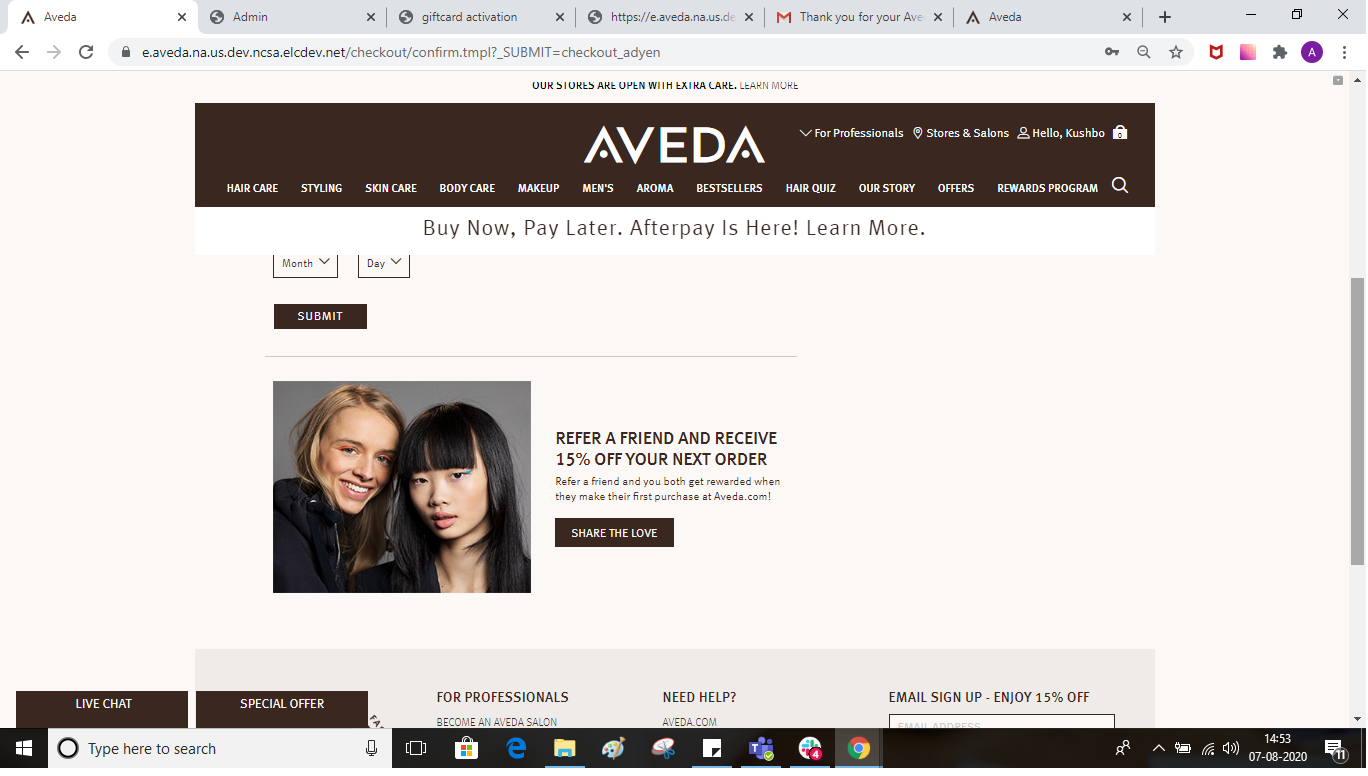 Aveda
Admin
giftcard activation
https://e.aveda.na.us.de
Thank you for your Ave
Aveda
e.aveda.na.us.dev.ncsa.elcdev.net/checkout/confirm.tmpl?_SUBMIT=checkout_adyen
A
OUR STORES ARE OPEN WITH EXTRA CARE. LEARN MORE
AVEDA
For Professionals
Stores & Salons
Hello, Kushbo
0
HAIR CARE STYLING SKIN CARE BODY CARE MAKEUP MEN'S AROMA BESTSELLERS HAIR QUIZ OUR STORY OFFERS REWARDS PROGRAM
Buy Now, Pay Later. Afterpay Is Here! Learn More.
Month Day
SUBMIT
REFER A FRIEND AND RECEIVE
15% OFF YOUR NEXT ORDER
Refer a friend and you both get rewarded when
they make their first purchase at Aveda.com!
SHARE THE LOVE
LIVE CHAT
SPECIAL OFFER
FOR PROFESSIONALS
BECOME AN AVEDA SALON
NEED HELP?
AVEDA.COM
EMAIL SIGN UP - ENJOY 15% OFF
EMAIL ADDRESS
Type here to search
4
14:53
07-08-2020
11